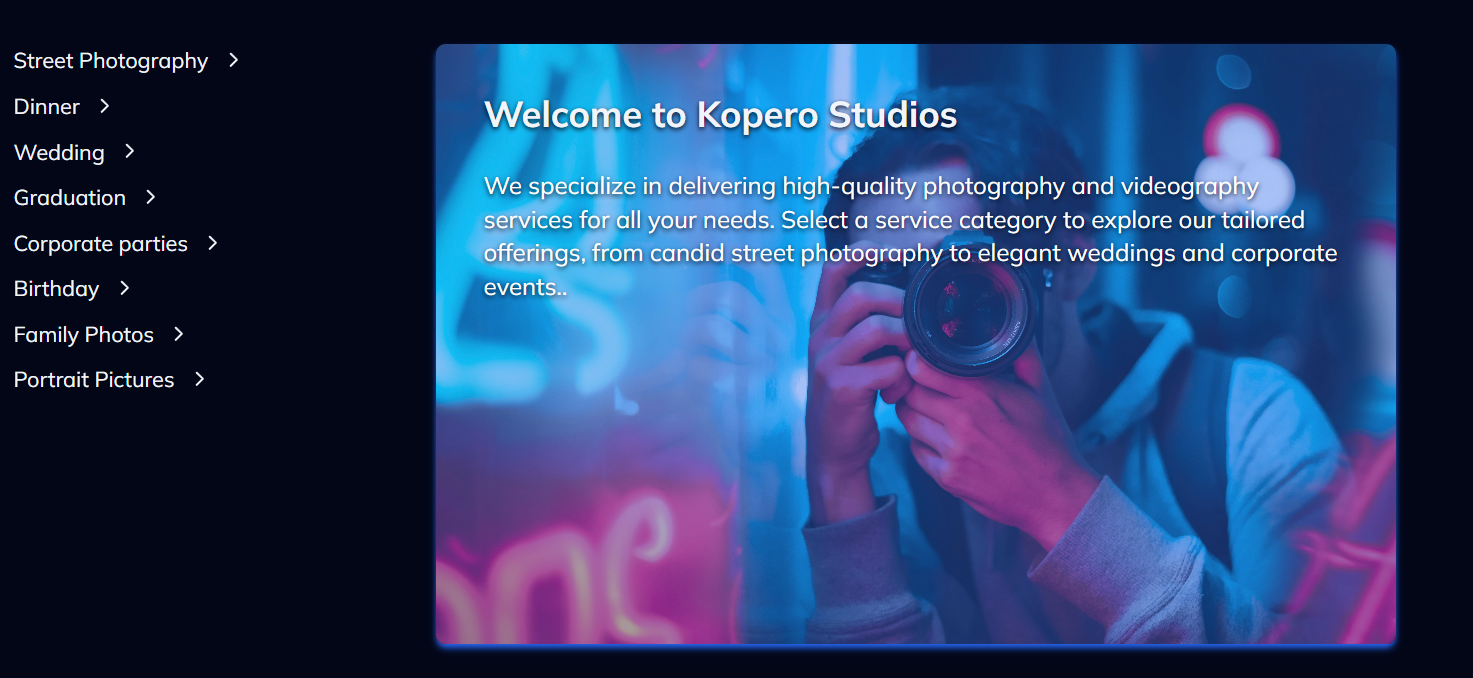 Street Photography
Dinner
Wedding
Graduation
Corporate parties
Birthday
Family Photos
Portrait Pictures
Welcome to Kopero Studios
We specialize in delivering high-quality photography and videography
services for all your needs. Select a service category to explore our tailored
offerings, from candid street photography to elegant weddings and corporate
events..